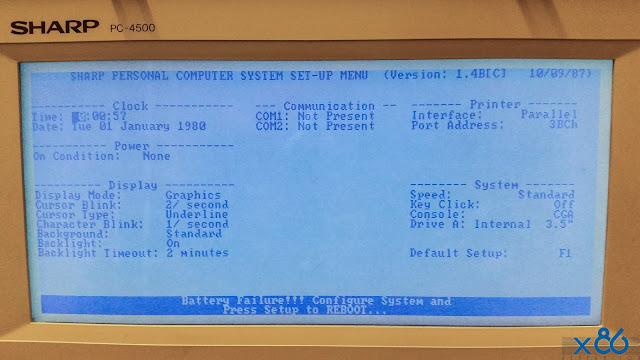 SHARP PC-4500
SHARP PERSONAL COMPUTER SYSTEM SET-UP MENU (Version: 1.4B[C] 10/09/87)
----------- Clock ------------
Time: 0:00:57
Date: Tue 01 January 1980
----------- Power ------------
On Condition: None
---------- Display -----------
Display Mode: Graphics
Cursor Blink: 2/ second
Cursor Type: Underline
Character Blink: 1/ second
Background: Standard
Backlight: On
Backlight Timeout: 2 minutes
--- Communication --
COM1: Not Present
COM2: Not Present
------- Printer --------
Interface: Parallel
Port Address: 3BCh
-------- System --------
Speed: Standard
Key Click: Off
Console: CGA
Drive A: Internal 3.5"
Default Setup: F1
Battery Failure!!! Configure System and
Press Setup to REBOOT...
x86